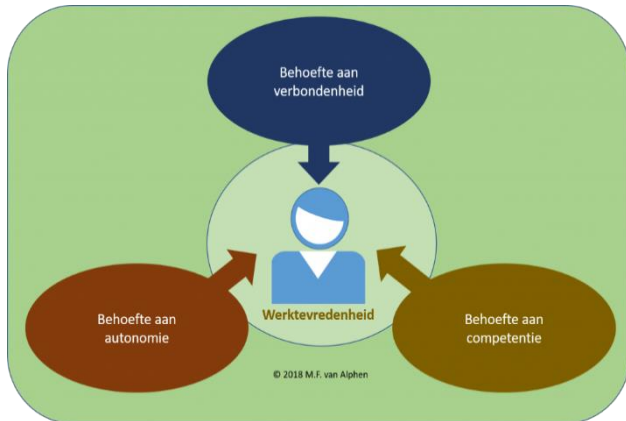 Behoefte aan
verbondenheid
Werktevredenheid
Behoefte aan
autonomie
Behoefte aan
competentie
© 2018 M.F. van Alphen